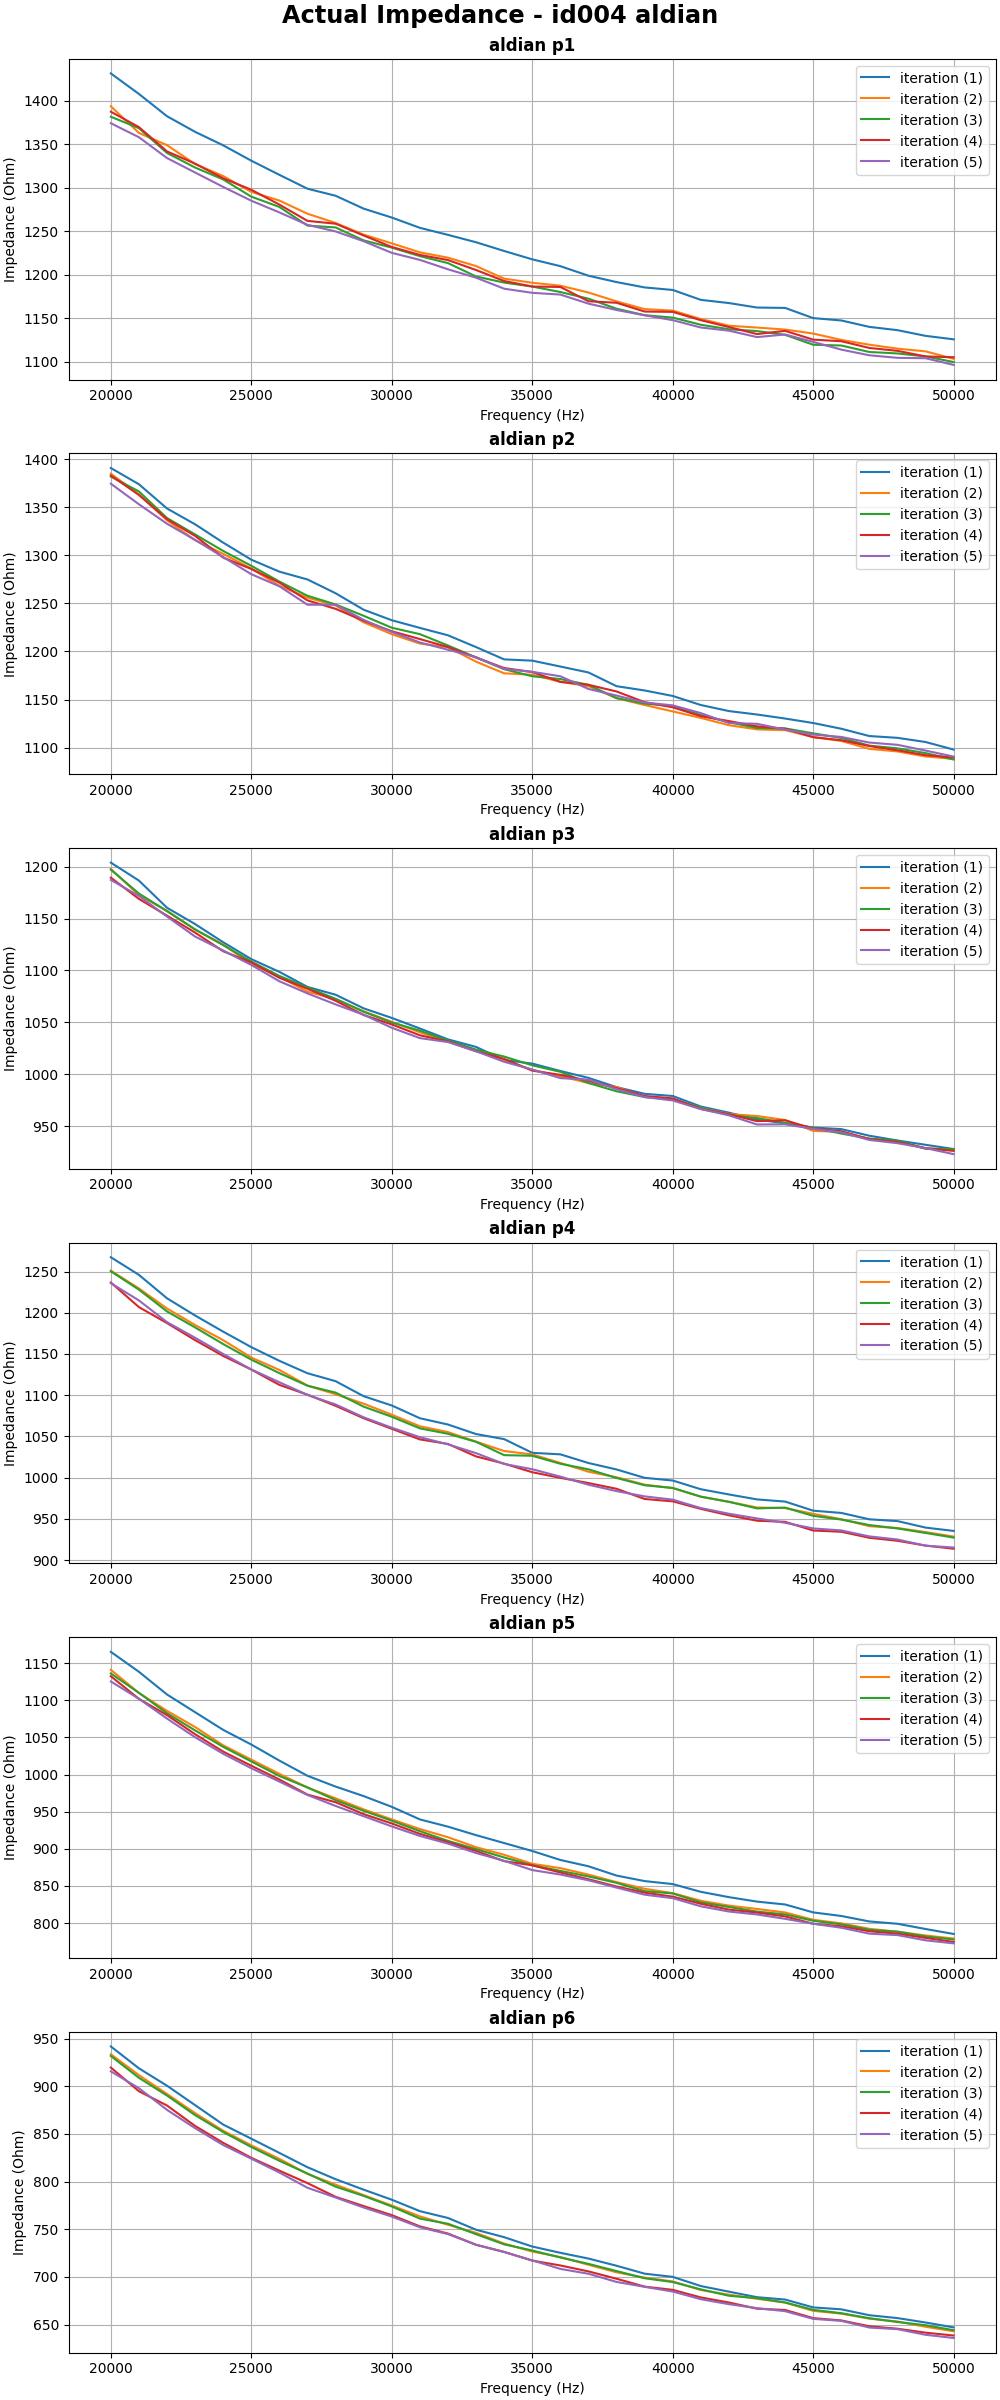 Actual Impedance - id004 aldian
aldian p1
Impedance (Ohm)
1400
1350
1300
1250
1200
1150
1100
iteration (1)
iteration (2)
iteration (3)
iteration (4)
iteration (5)
20000 25000 30000 35000 40000 45000 50000
Frequency (Hz)
aldian p2
Impedance (Ohm)
1400
1350
1300
1250
1200
1150
1100
iteration (1)
iteration (2)
iteration (3)
iteration (4)
iteration (5)
20000 25000 30000 35000 40000 45000 50000
Frequency (Hz)
aldian p3
Impedance (Ohm)
1200
1150
1100
1050
1000
950
iteration (1)
iteration (2)
iteration (3)
iteration (4)
iteration (5)
20000 25000 30000 35000 40000 45000 50000
Frequency (Hz)
aldian p4
Impedance (Ohm)
1250
1200
1150
1100
1050
1000
950
900
iteration (1)
iteration (2)
iteration (3)
iteration (4)
iteration (5)
20000 25000 30000 35000 40000 45000 50000
Frequency (Hz)
aldian p5
Impedance (Ohm)
1150
1100
1050
1000
950
900
850
800
iteration (1)
iteration (2)
iteration (3)
iteration (4)
iteration (5)
20000 25000 30000 35000 40000 45000 50000
Frequency (Hz)
aldian p6
Impedance (Ohm)
950
900
850
800
750
700
650
iteration (1)
iteration (2)
iteration (3)
iteration (4)
iteration (5)
20000 25000 30000 35000 40000 45000 50000
Frequency (Hz)